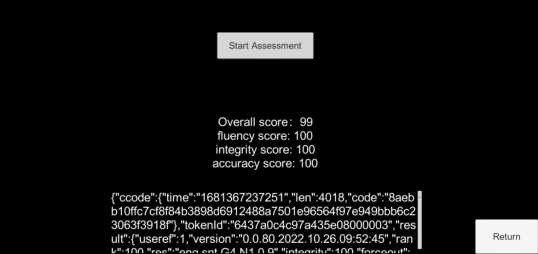 Start Assessment
Overall score： 99
fluency score: 100
integrity score: 100
accuracy score: 100
{"ccode":{"time":"1681367237251","len":4018,"code":"8aeb
b10ffc7cf8f84b3898d6912488a7501e96564f97e949bbb6c2
3063f3918f"},"tokenId":"6437a0c4c97a435e08000003","res
ult":{"useref":1,"version":"0.0.80.2022.10.26.09:52:45","ran
k":100,"res":"eng.snt.G4.N1.0.9","integrity":100,"forceout":
Return